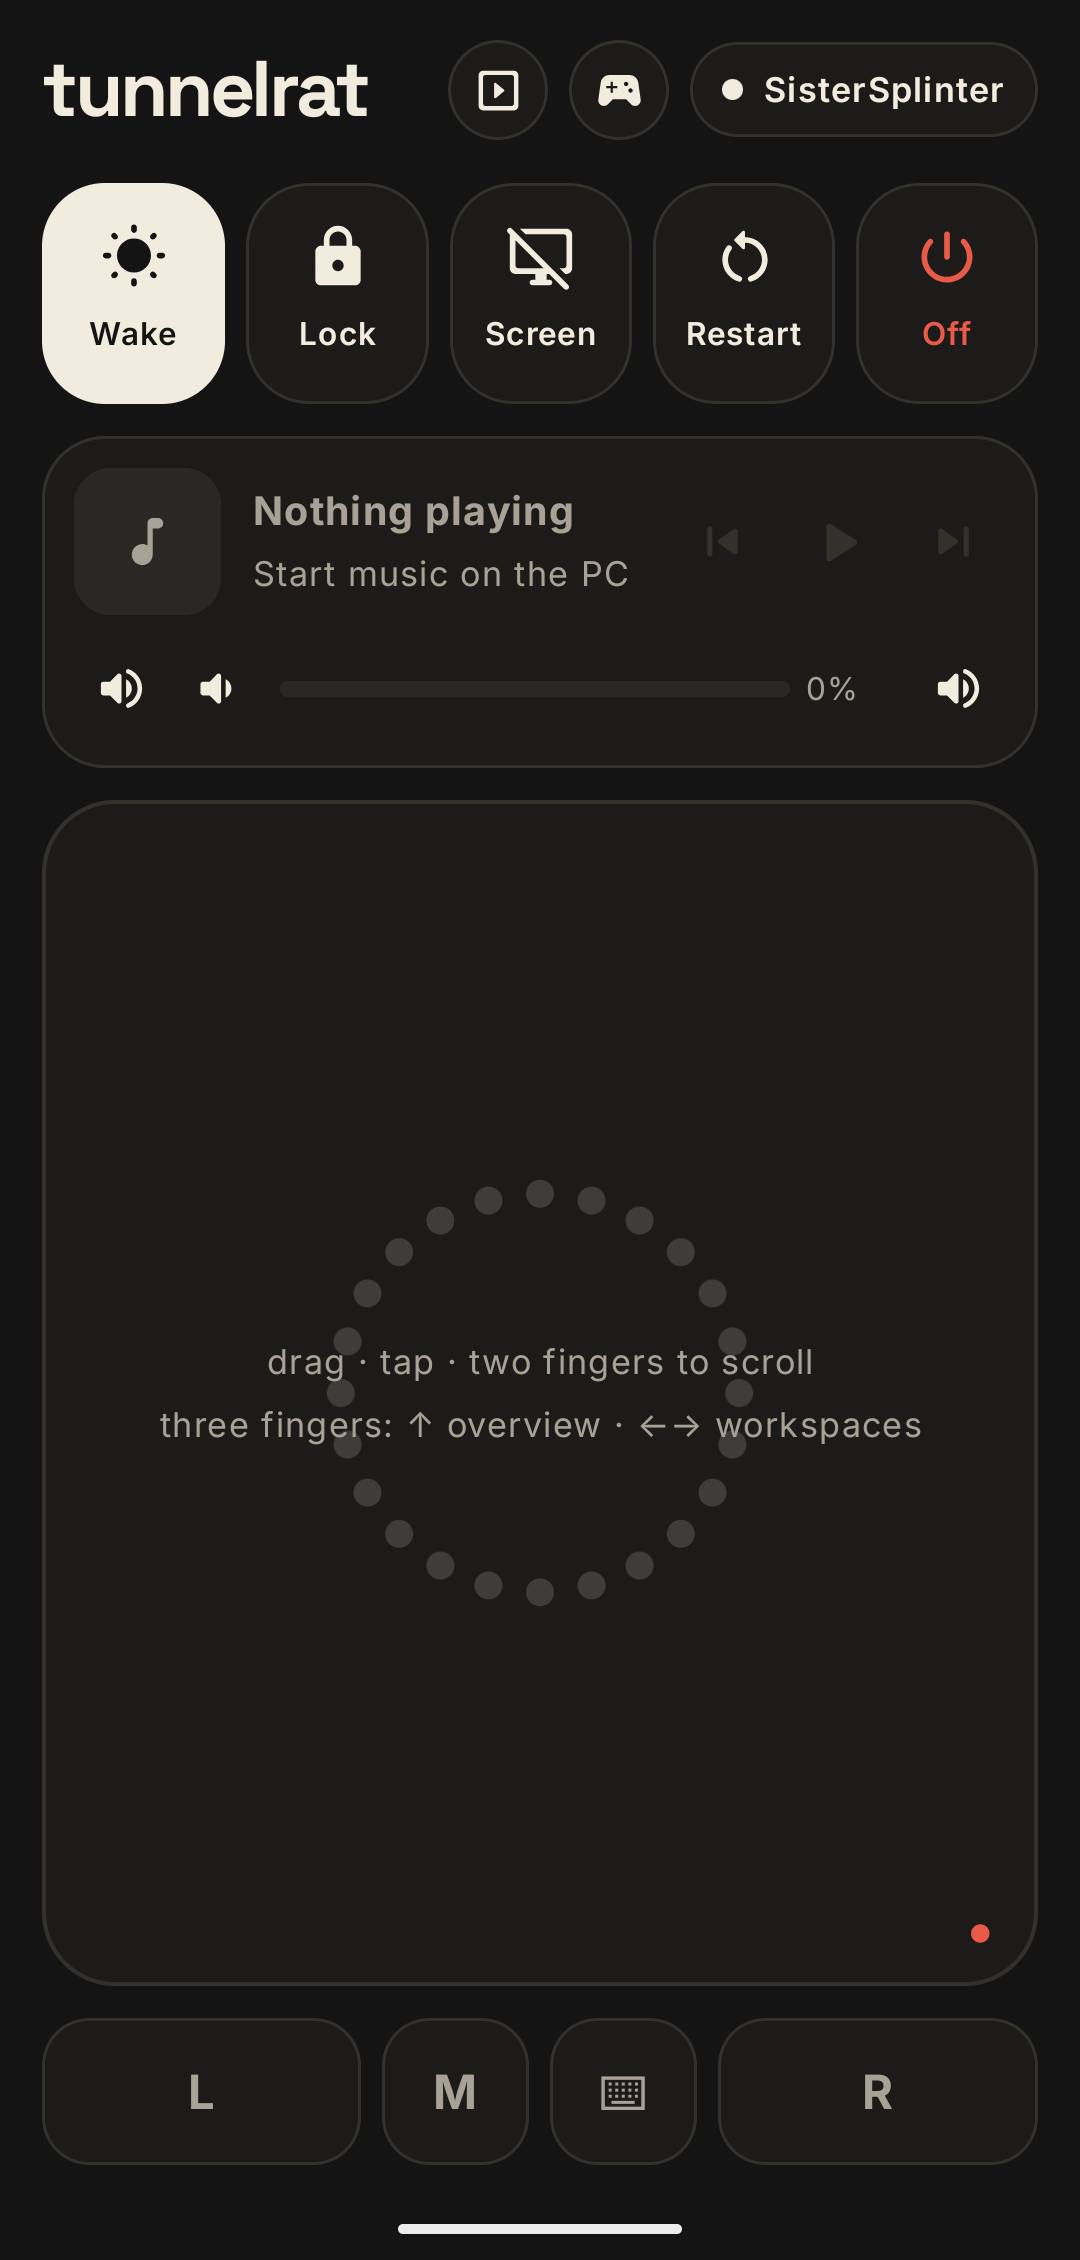 tunnelrat
SisterSplinter
Wake
Lock
Screen
Restart
Off
Nothing playing
Start music on the PC
0%
drag · tap · two fingers to scroll
three fingers: ↑ overview · ←→ workspaces
L
M
R